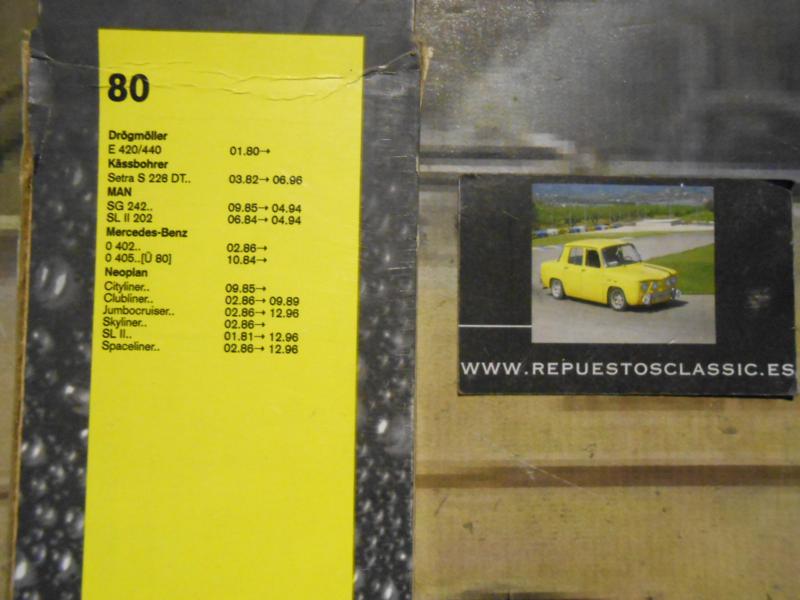 80
Drögmöller
E 420/440 01.80→
Kässbohrer
Setra S 228 DT.. 03.82→ 06.96
MAN
SG 242.. 09.85→ 04.94
SL II 202 06.84→ 04.94
Mercedes-Benz
0 402.. 02.86→
0 405..[Ü 80] 10.84→
Neoplan
Cityliner.. 09.85→
Clubliner.. 02.86→ 09.89
Jumbocruiser.. 02.86→ 12.96
Skyliner.. 02.86→
SL II.. 01.81→ 12.96
Spaceliner.. 02.86→ 12.96
WWW.REPUESTOSCLASSIC.ES